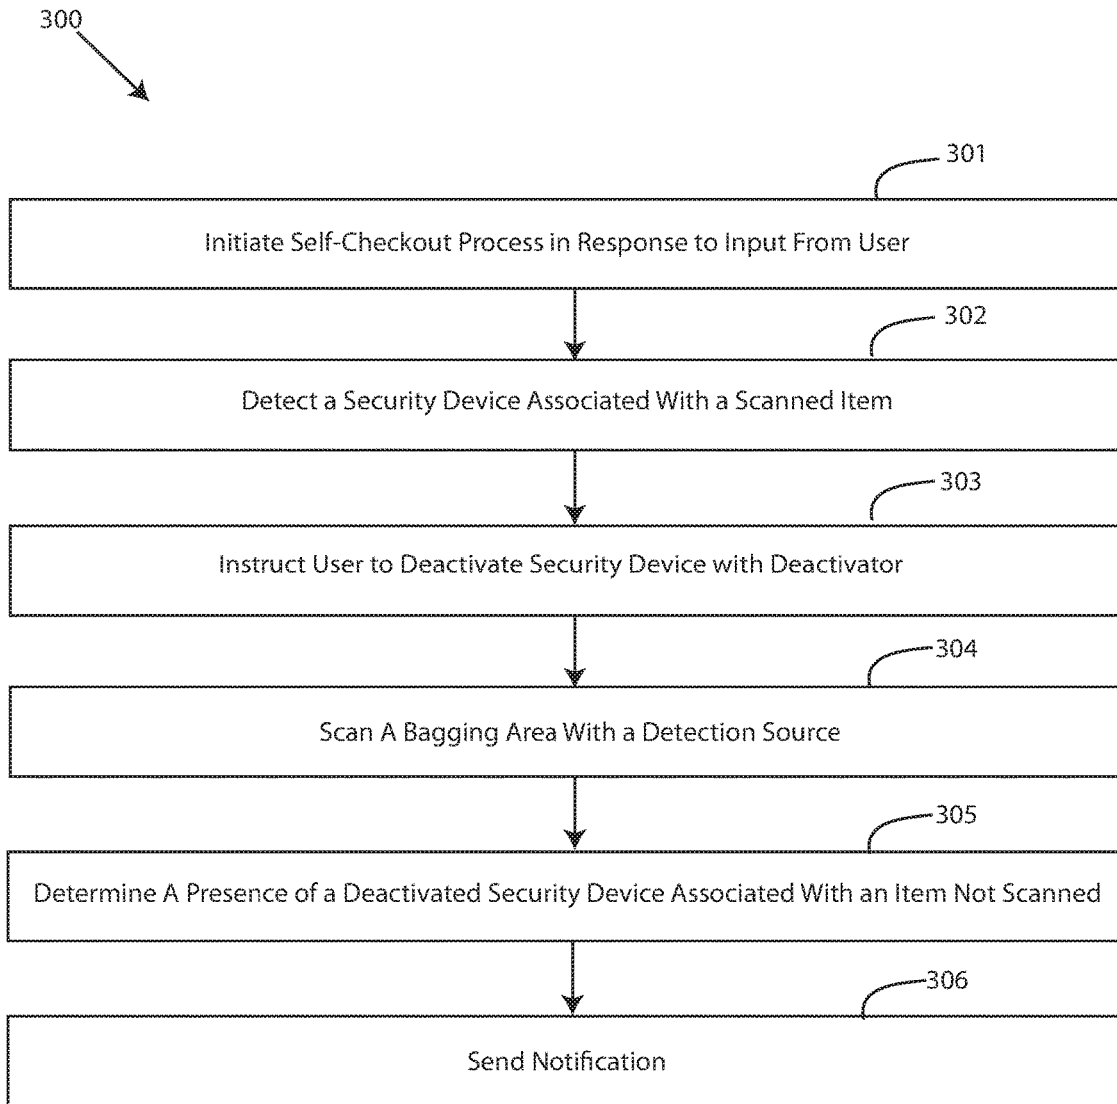 300
301
Initiate Self-Checkout Process in Response to Input From User
302
Detect a Security Device Associated With a Scanned Item
303
Instruct User to Deactivate Security Device with Deactivator
304
Scan A Bagging Area With a Detection Source
305
Determine A Presence of a Deactivated Security Device Associated With an Item Not Scanned
306
Send Notification